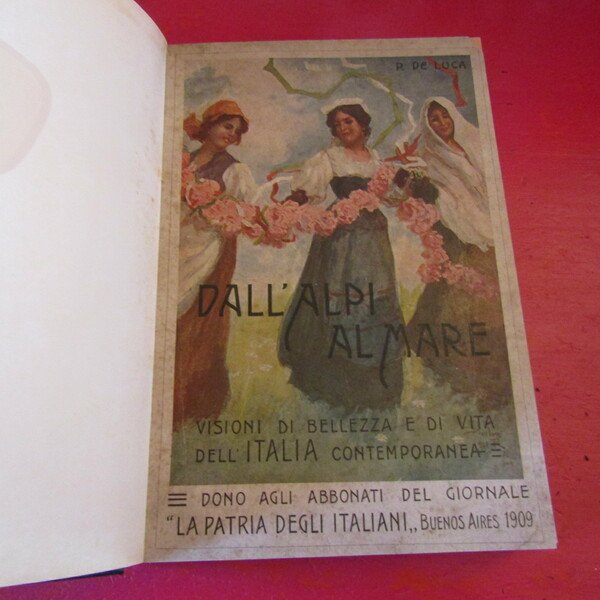 P. DE LUCA
DALL'ALPI
AL MARE
VISIONI DI BELLEZZA E DI VITA
DELL'ITALIA CONTEMPORANEA
DONO AGLI ABBONATI DEL GIORNALE
"LA PATRIA DEGLI ITALIANI,, BUENOS AIRES 1909